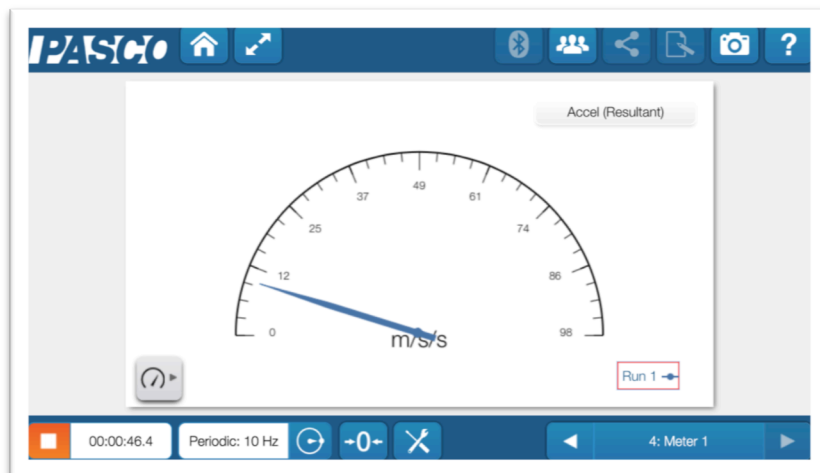 PASCO
?
Accel (Resultant)
49
37
61
25
74
12
86
0
98
m/s/s
Run 1
00:00:46.4
Periodic: 10 Hz
0
4: Meter 1